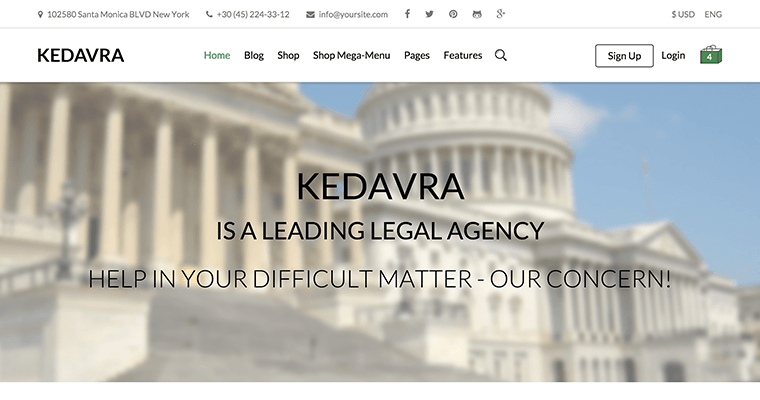 102580 Santa Monica BLVD New York +30 (45) 224-33-12 info@yoursite.com $ USD ENG
KEDAVRA Home Blog Shop Shop Mega-Menu Pages Features Sign Up Login 4
KEDAVRA
IS A LEADING LEGAL AGENCY
HELP IN YOUR DIFFICULT MATTER - OUR CONCERN!